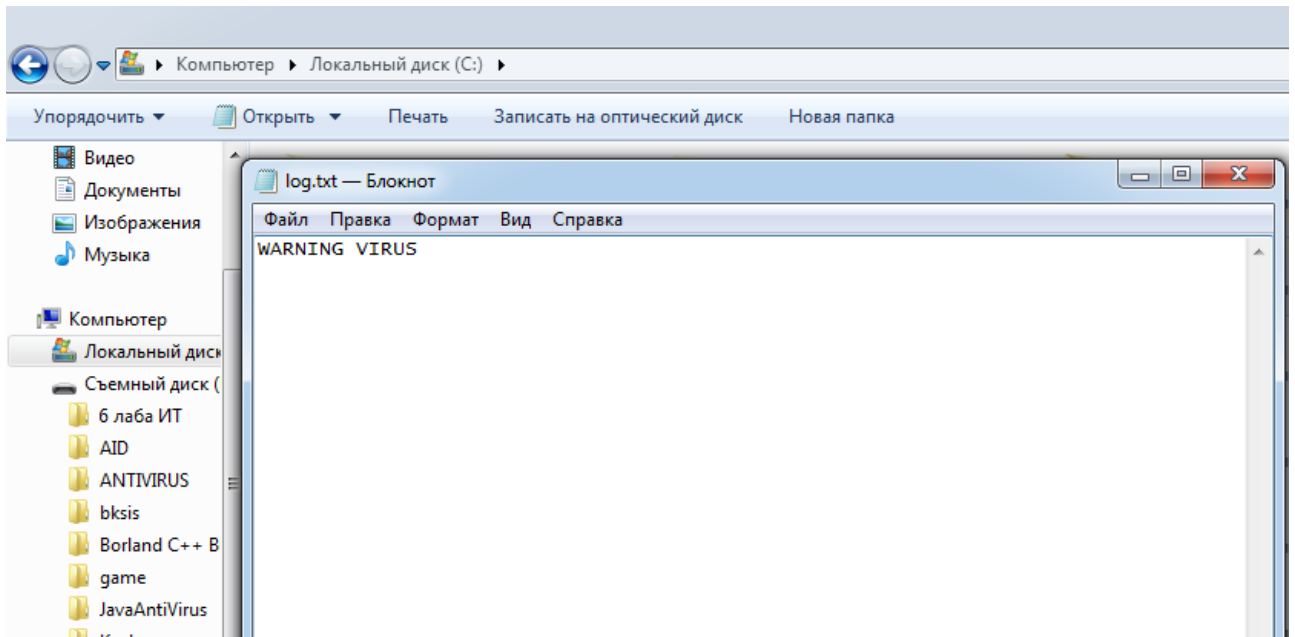 Компьютер Локальный диск (C:)
Упорядочить Открыть Печать Записать на оптический диск Новая папка
Видео
Документы
Изображения
Музыка
Компьютер
Локальный диск
Съемный диск (
6 лаба ИТ
AID
ANTIVIRUS
bksis
Borland C++ B
game
JavaAntiVirus
log.txt — Блокнот
Файл Правка Формат Вид Справка
WARNING VIRUS